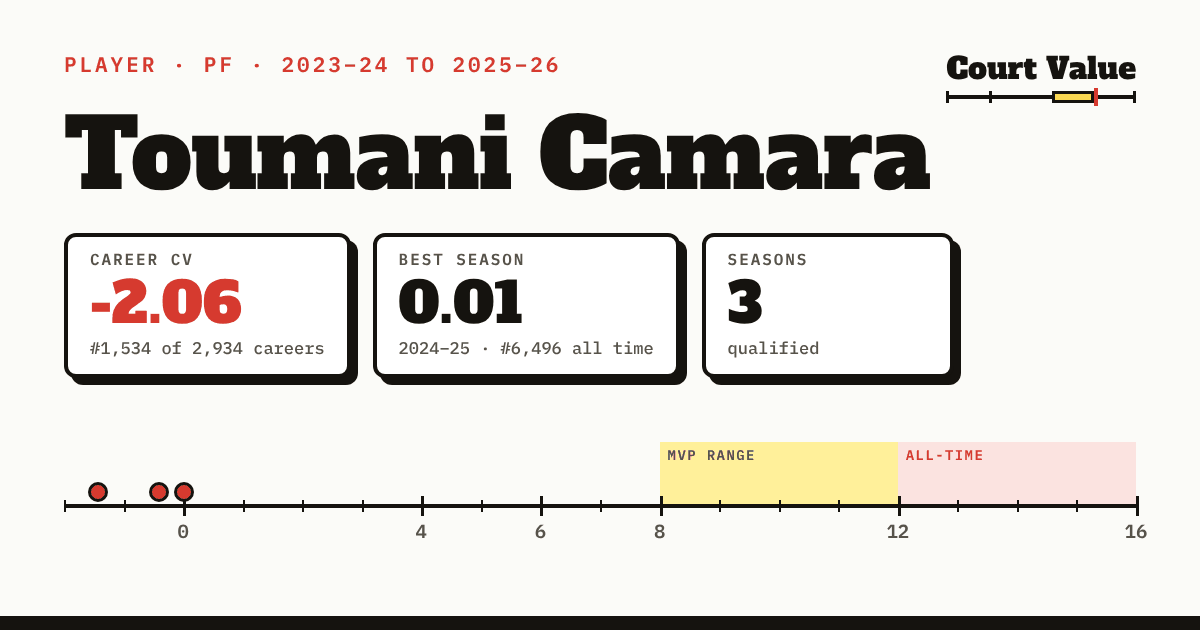 PLAYER · PF · 2023–24 TO 2025–26
Court Value
Toumani Camara
CAREER CV
-2.06
#1,534 of 2,934 careers
BEST SEASON
0.01
2024–25 · #6,496 all time
SEASONS
3
qualified
MVP RANGE
ALL-TIME
0 4 6 8 12 16